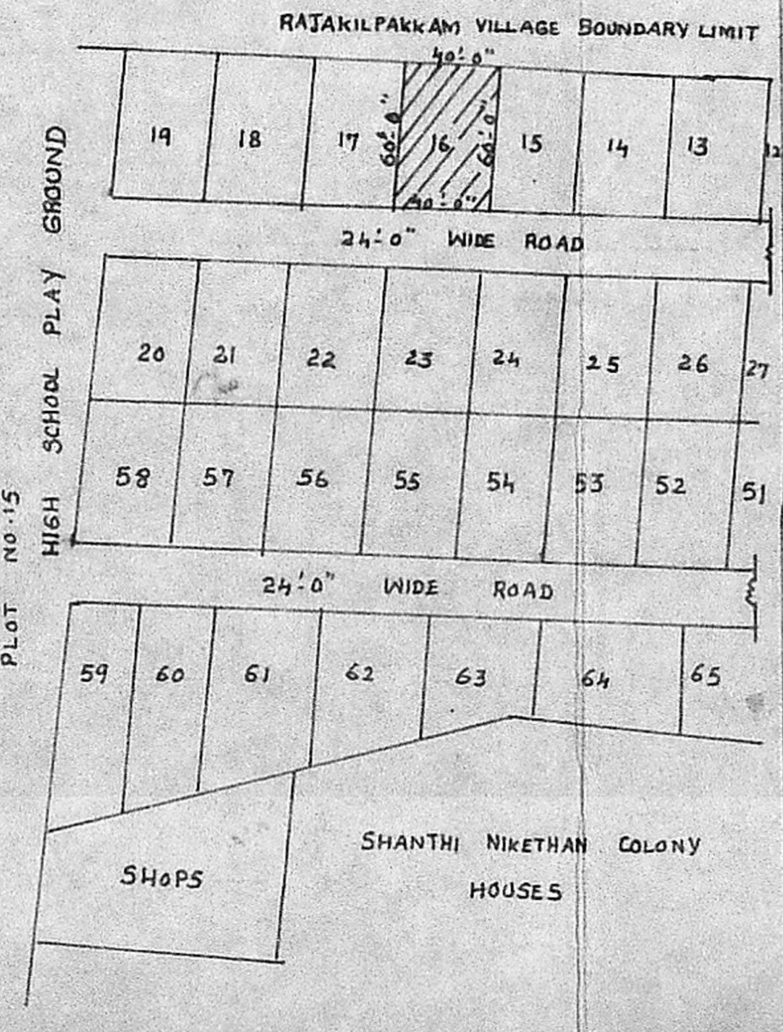 RAJAKILPAKKAM VILLAGE BOUNDARY LIMIT
40'-0"
19 18 17 60'-0" 16 60'-0" 15 14 13 12
40'-0"
24'-0" WIDE ROAD
20 21 22 23 24 25 26 27
58 57 56 55 54 53 52 51
24'-0" WIDE ROAD
59 60 61 62 63 64 65
SHANTHI NIKETHAN COLONY
HOUSES
SHOPS
HIGH SCHOOL PLAY GROUND
PLOT NO.15